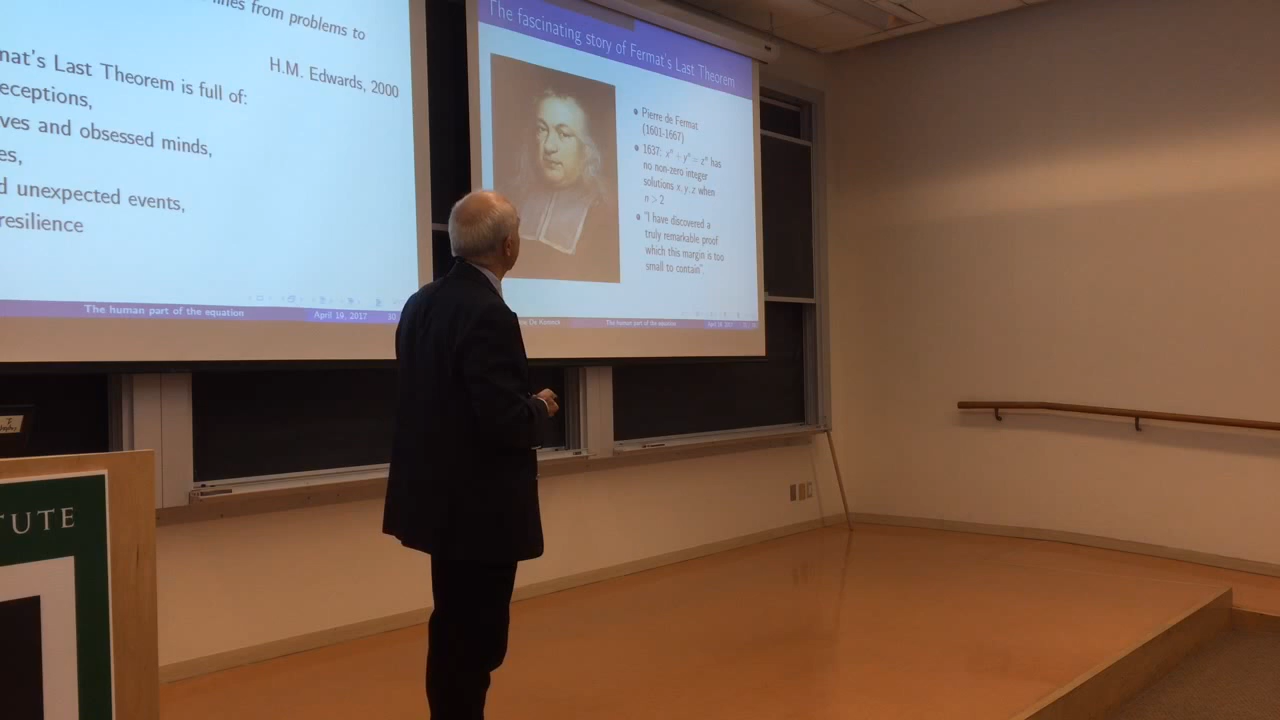 lines from problems to
H.M. Edwards, 2000
mat's Last Theorem is full of:
eceptions,
ves and obsessed minds,
es,
d unexpected events,
resilience
The human part of the equation
April 19, 2017
The fascinating story of Fermat's Last Theorem
• Pierre de Fermat
(1601-1667)
• 1637: xⁿ + yⁿ = zⁿ has
no non-zero integer
solutions x, y, z when
n > 2
• "I have discovered a
truly remarkable proof
which this margin is too
small to contain".
The human part of the equation
April 19, 2017
TUTE